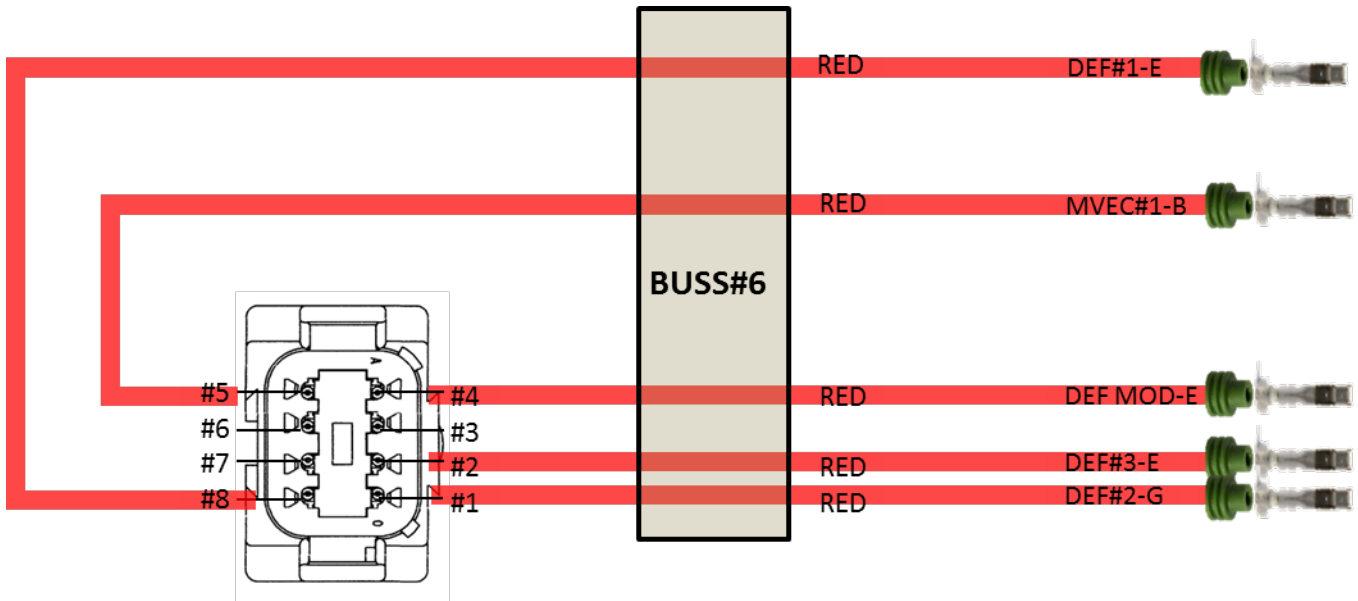 RED DEF#1-E
RED MVEC#1-B
BUSS#6
A
#5 #4 RED DEF MOD-E
#6 #3
#7 #2 RED DEF#3-E
#8 #1 RED DEF#2-G
O